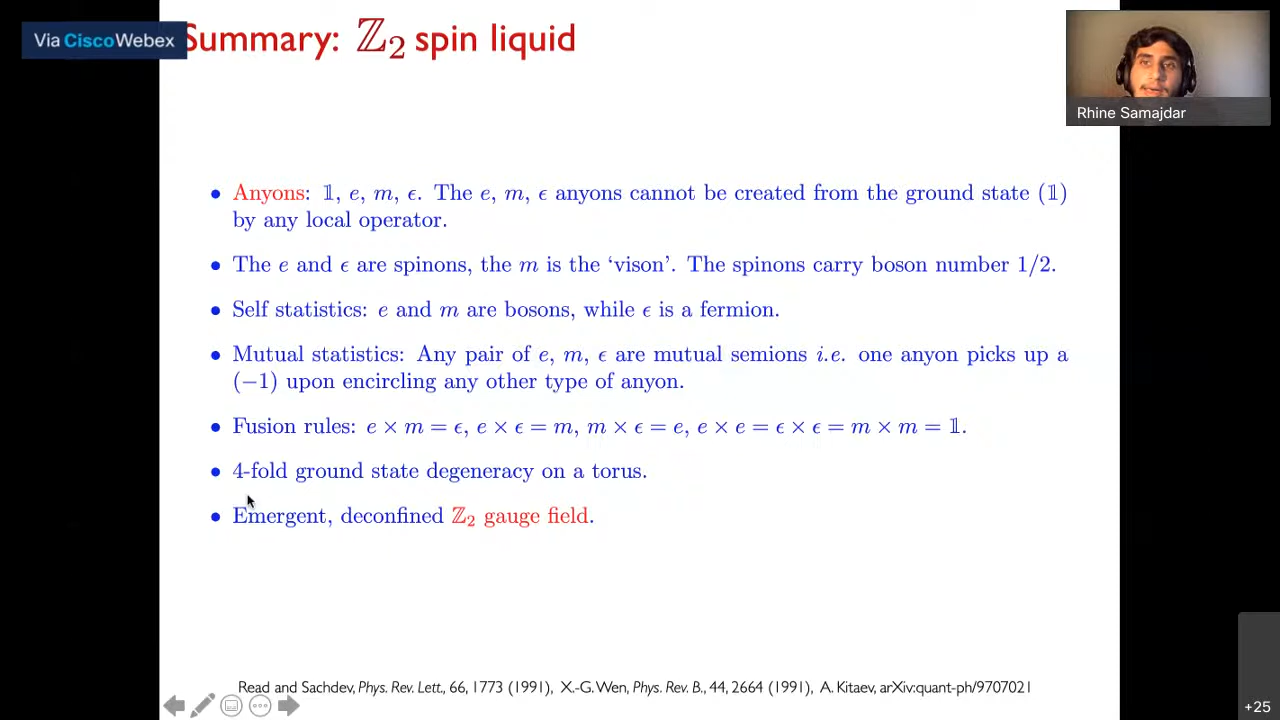 Via Cisco Webex
Summary: ℤ₂ spin liquid
Rhine Samajdar
• Anyons: 𝟙, e, m, ϵ. The e, m, ϵ anyons cannot be created from the ground state (𝟙)
by any local operator.
• The e and ϵ are spinons, the m is the ‘vison’. The spinons carry boson number 1/2.
• Self statistics: e and m are bosons, while ϵ is a fermion.
• Mutual statistics: Any pair of e, m, ϵ are mutual semions i.e. one anyon picks up a
(−1) upon encircling any other type of anyon.
• Fusion rules: e × m = ϵ, e × ϵ = m, m × ϵ = e, e × e = ϵ × ϵ = m × m = 𝟙.
• 4-fold ground state degeneracy on a torus.
• Emergent, deconfined ℤ₂ gauge field.
Read and Sachdev, Phys. Rev. Lett., 66, 1773 (1991), X.-G. Wen, Phys. Rev. B., 44, 2664 (1991), A. Kitaev, arXiv:quant-ph/9707021
+25